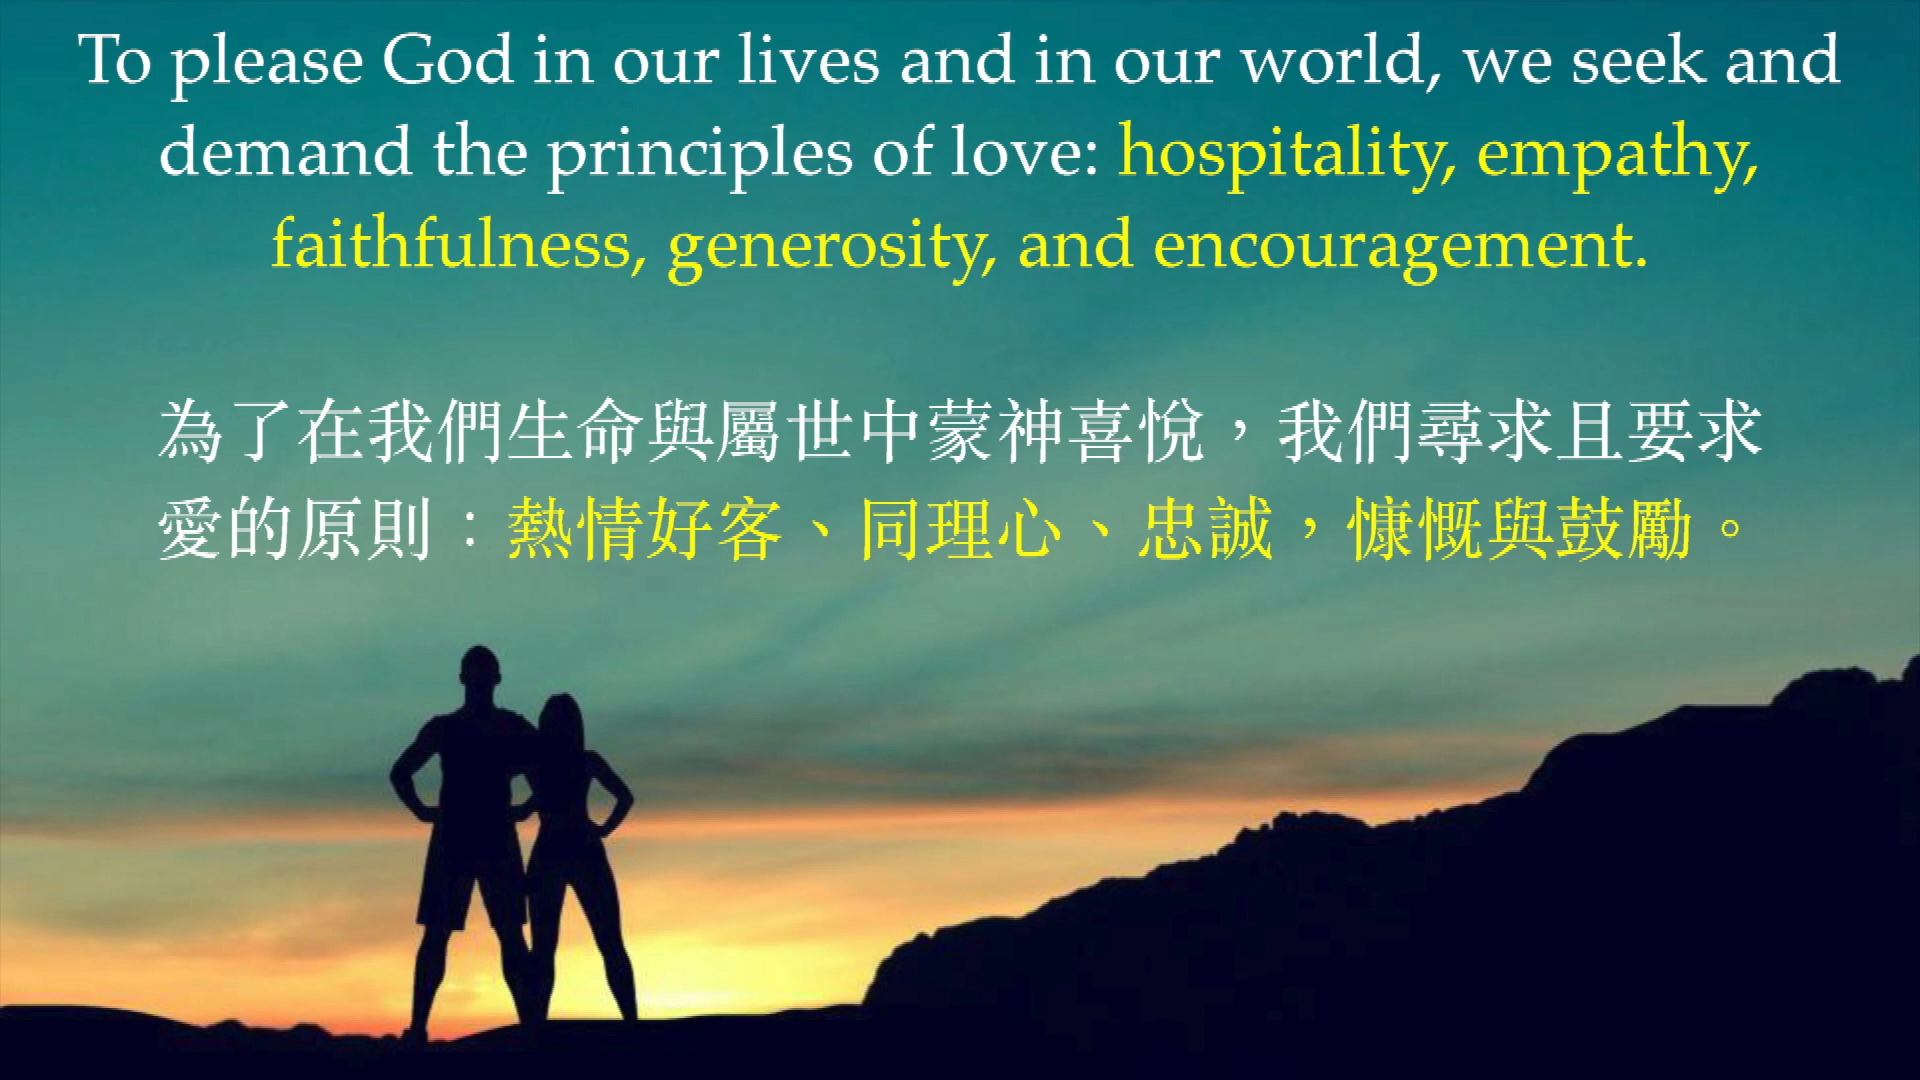 To please God in our lives and in our world, we seek and
demand the principles of love: hospitality, empathy,
faithfulness, generosity, and encouragement.
為了在我們生命與屬世中蒙神喜悅，我們尋求且要求
愛的原則：熱情好客、同理心、忠誠，慷慨與鼓勵。